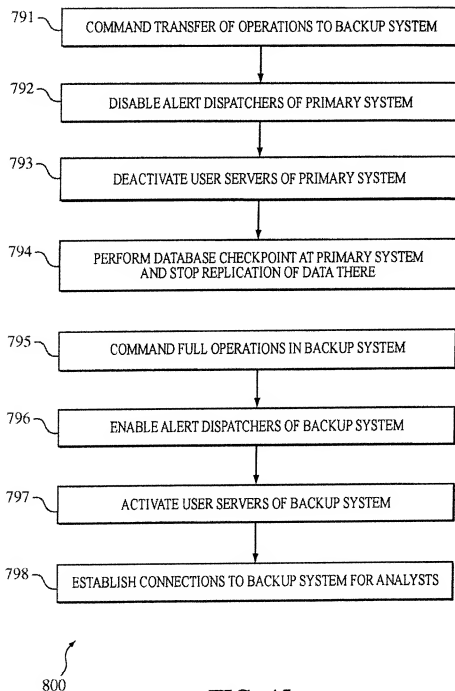 791
COMMAND TRANSFER OF OPERATIONS TO BACKUP SYSTEM
792
DISABLE ALERT DISPATCHERS OF PRIMARY SYSTEM
793
DEACTIVATE USER SERVERS OF PRIMARY SYSTEM
794
PERFORM DATABASE CHECKPOINT AT PRIMARY SYSTEM
AND STOP REPLICATION OF DATA THERE
795
COMMAND FULL OPERATIONS IN BACKUP SYSTEM
796
ENABLE ALERT DISPATCHERS OF BACKUP SYSTEM
797
ACTIVATE USER SERVERS OF BACKUP SYSTEM
798
ESTABLISH CONNECTIONS TO BACKUP SYSTEM FOR ANALYSTS
800